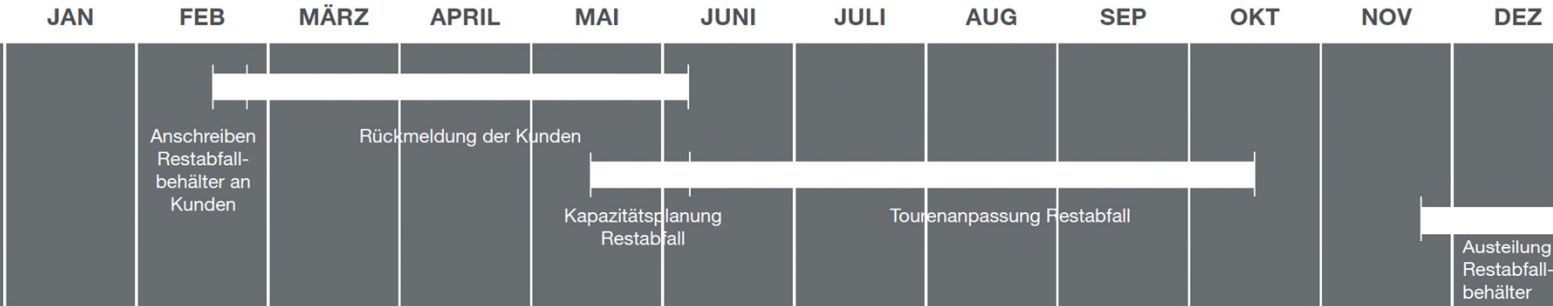 JAN FEB MÄRZ APRIL MAI JUNI JULI AUG SEP OKT NOV DEZ
Anschreiben
Restabfall-
behälter an
Kunden
Rückmeldung der Kunden
Kapazitätsplanung
Restabfall
Tourenanpassung Restabfall
Austeilung
Restabfall-
behälter